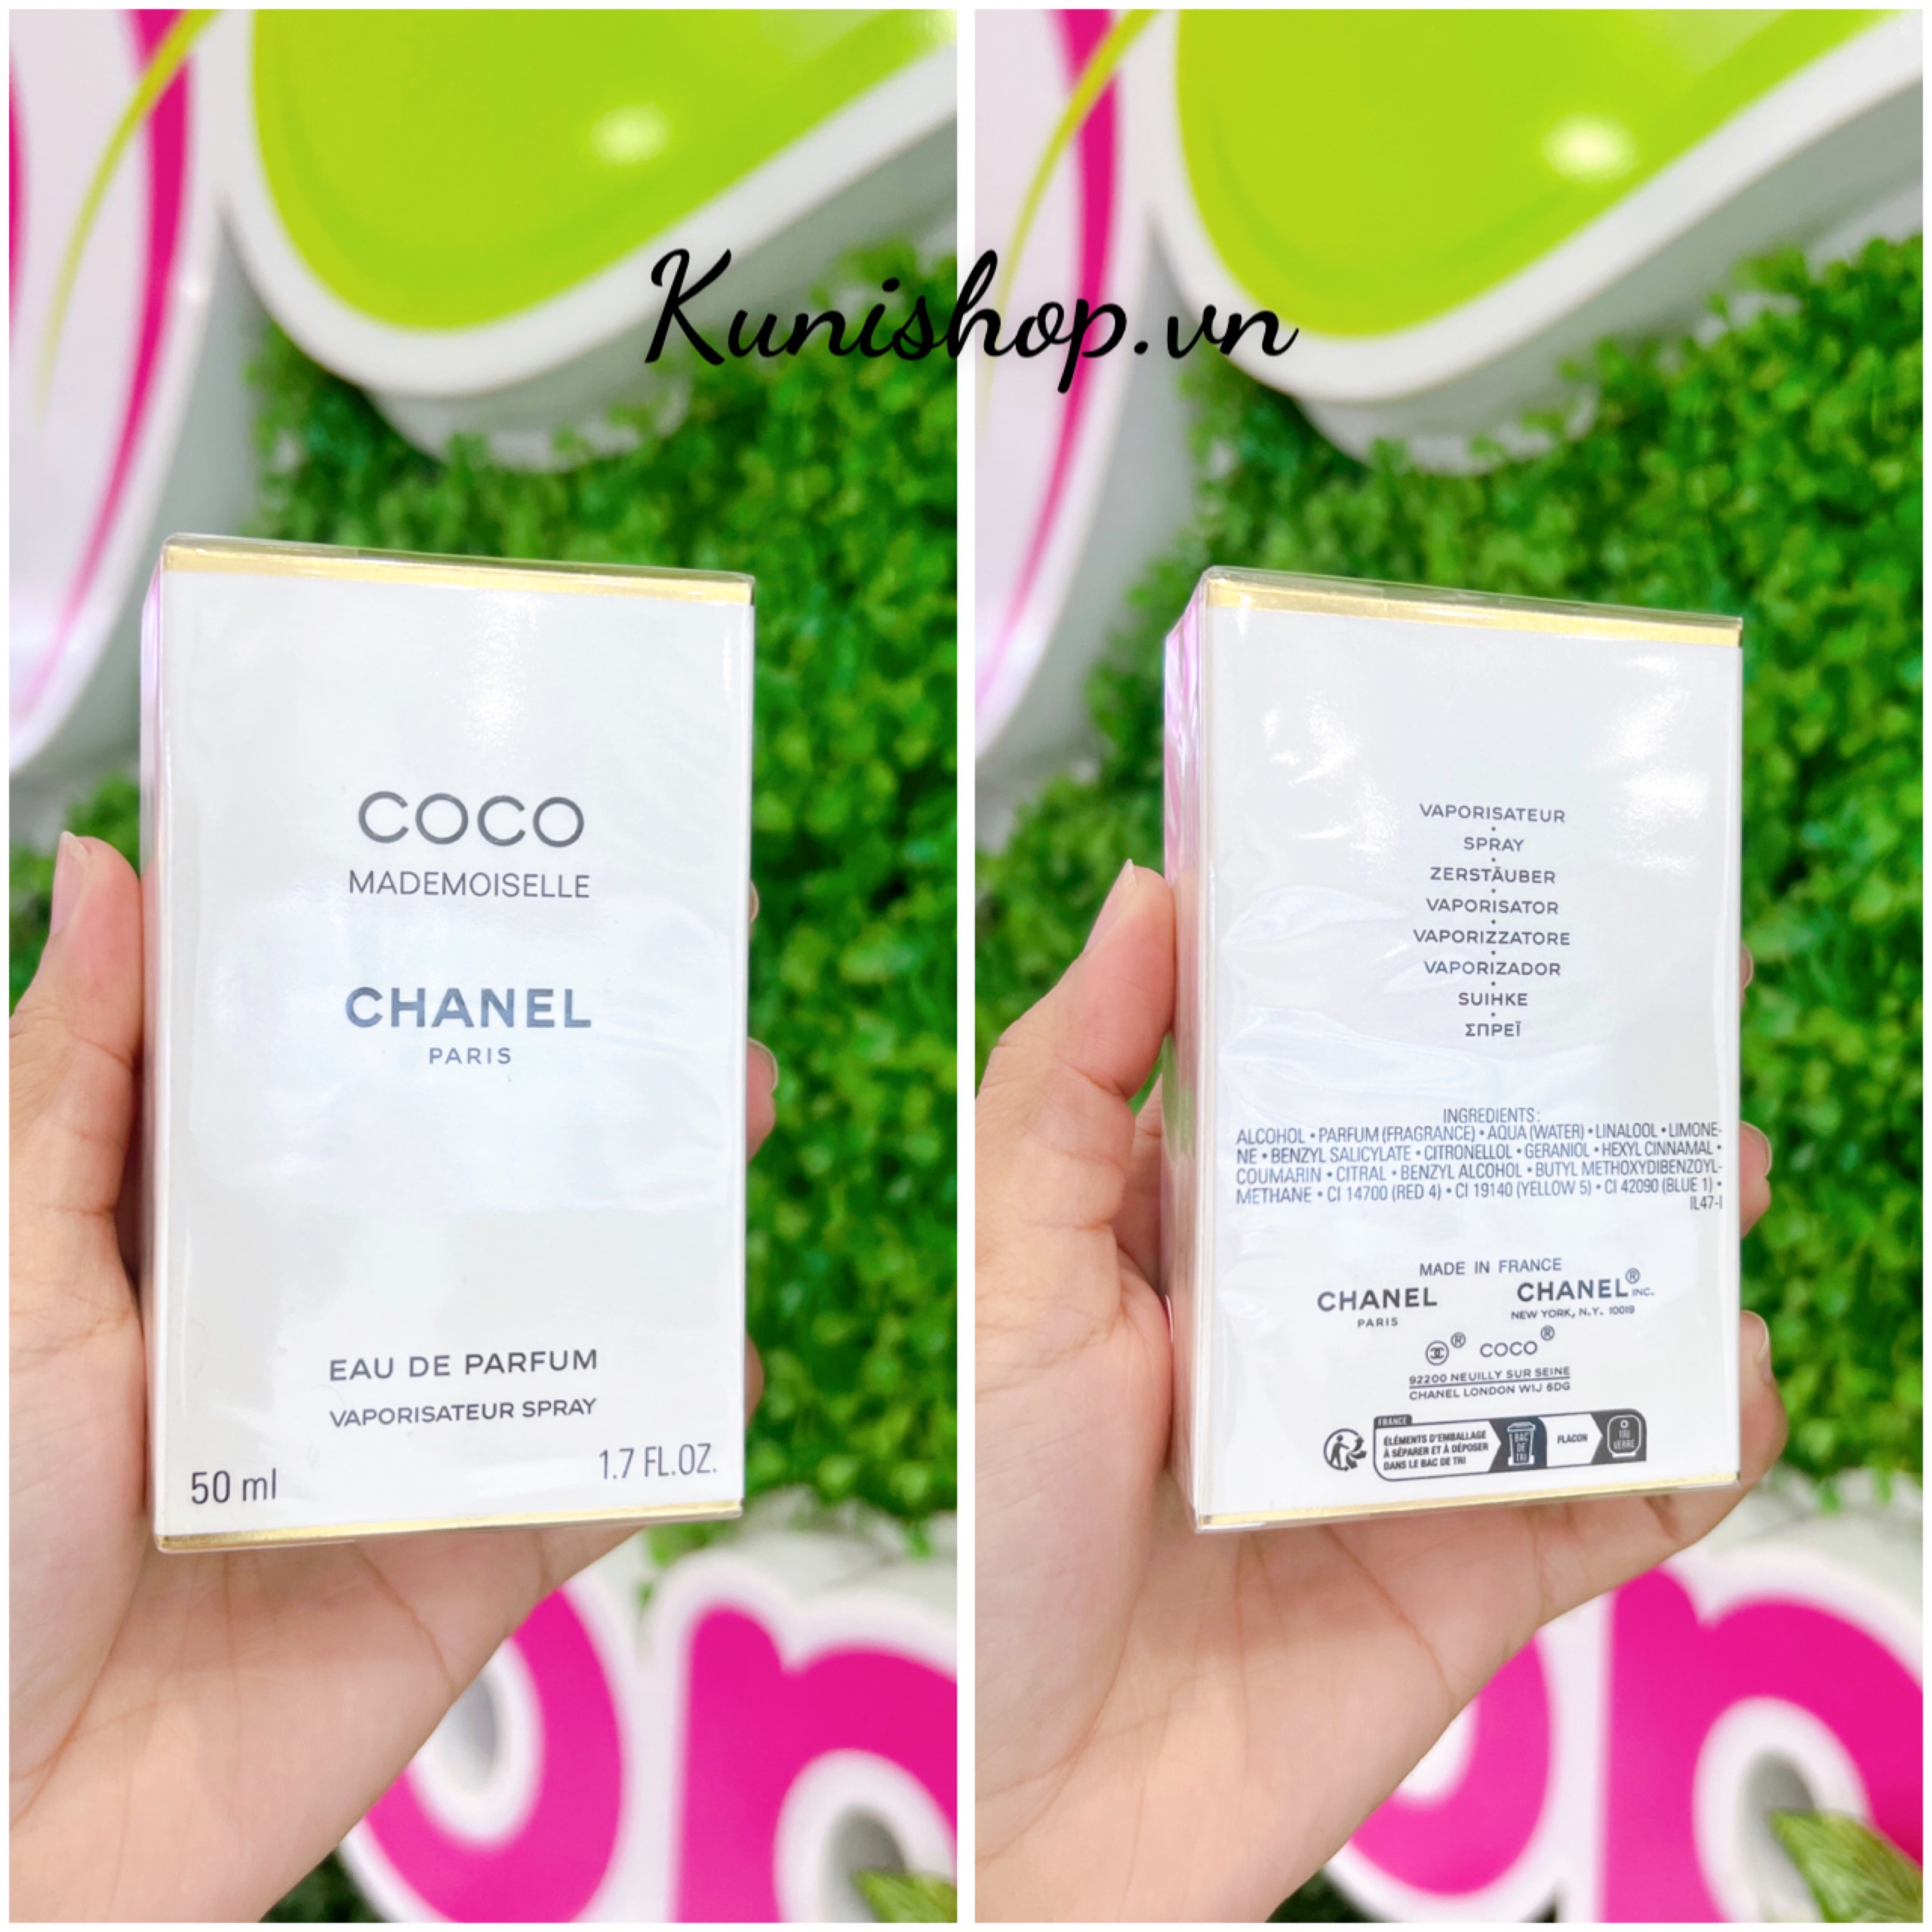 Kunishop.vn
COCO
MADEMOISELLE
CHANEL
PARIS
EAU DE PARFUM
VAPORISATEUR SPRAY
50 ml
1.7 FL.OZ.
VAPORISATEUR
SPRAY
ZERSTÄUBER
VAPORISATOR
VAPORIZZATORE
VAPORIZADOR
SUIHKE
ΣΠΡΕΪ
INGREDIENTS:
ALCOHOL • PARFUM (FRAGRANCE) • AQUA (WATER) • LINALOOL • LIMONE-
NE • BENZYL SALICYLATE • CITRONELLOL • GERANIOL • HEXYL CINNAMAL •
COUMARIN • CITRAL • BENZYL ALCOHOL • BUTYL METHOXYDIBENZOYL-
METHANE • CI 14700 (RED 4) • CI 19140 (YELLOW 5) • CI 42090 (BLUE 1) •
IL47-I
MADE IN FRANCE
CHANEL
PARIS
CHANEL® INC.
NEW YORK, N.Y. 10019
® COCO®
92200 NEUILLY SUR SEINE
CHANEL LONDON W1J 6DG
FRANCE
ÉLÉMENTS D'EMBALLAGE
À SÉPARER ET À DÉPOSER
DANS LE BAC DE TRI
BAC
DE
TRI
FLACON